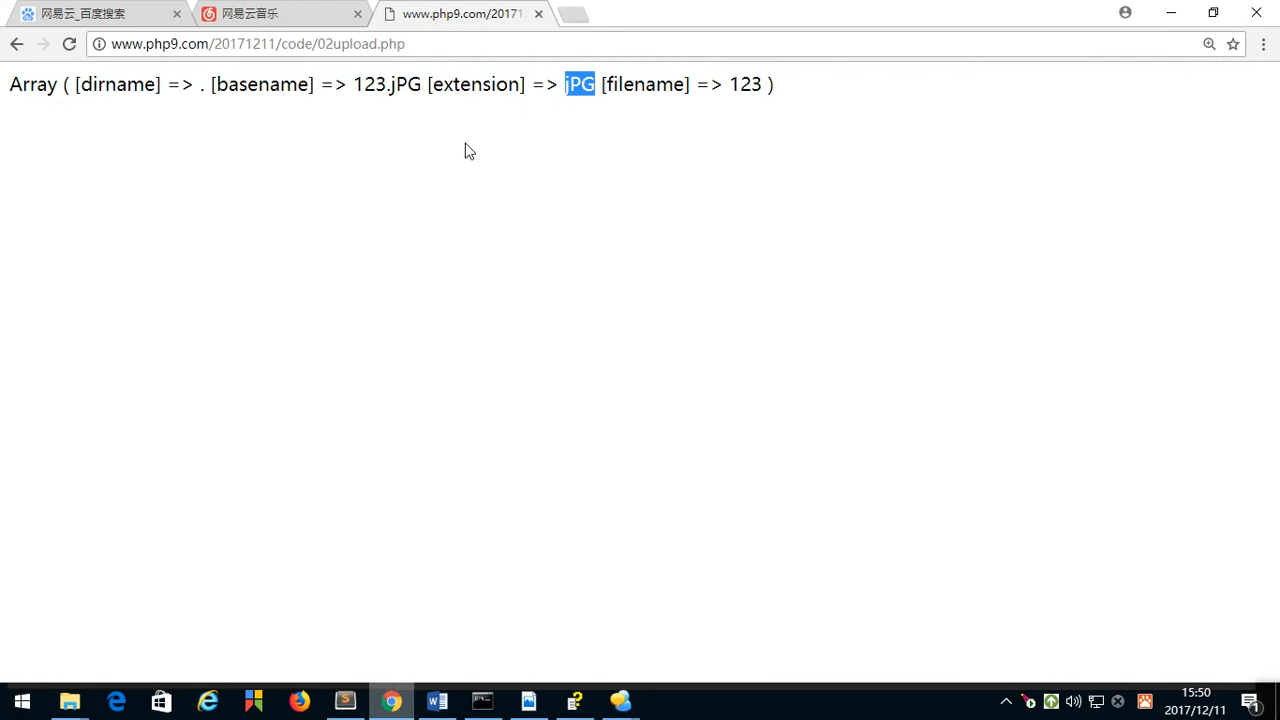 网易云_百度搜索
网易云音乐
www.php9.com/20171
www.php9.com/20171211/code/02upload.php
Array ( [dirname] => . [basename] => 123.jPG [extension] => jPG [filename] => 123 )
15:50
2017/12/11